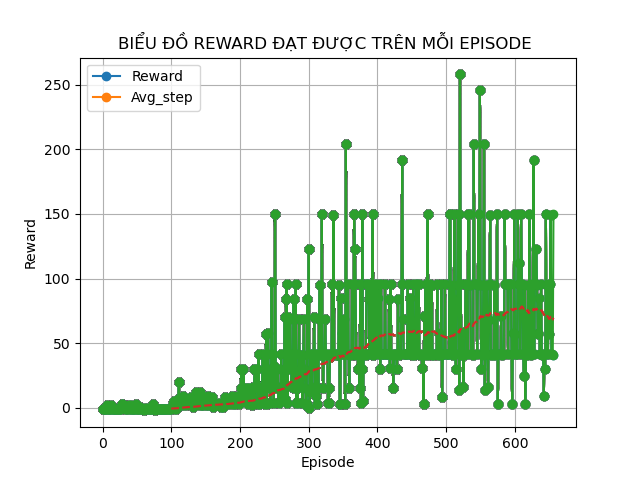 BIỂU ĐỒ REWARD ĐẠT ĐƯỢC TRÊN MỖI EPISODE
Reward
Avg_step
250
200
150
100
50
0
Reward
0 100 200 300 400 500 600
Episode